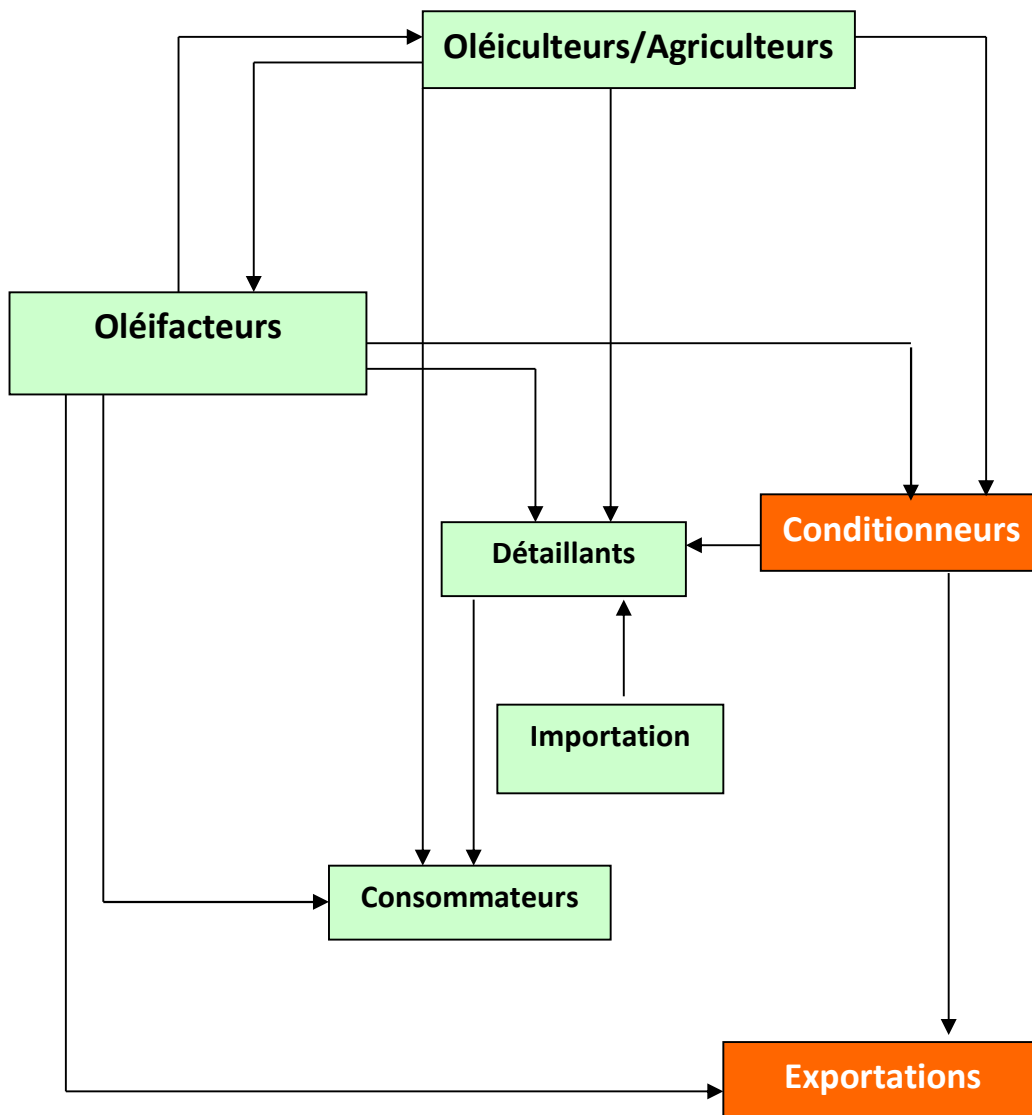 Oléiculteurs/Agriculteurs
Oléifacteurs
Conditionneurs
Détaillants
Importation
Consommateurs
Exportations